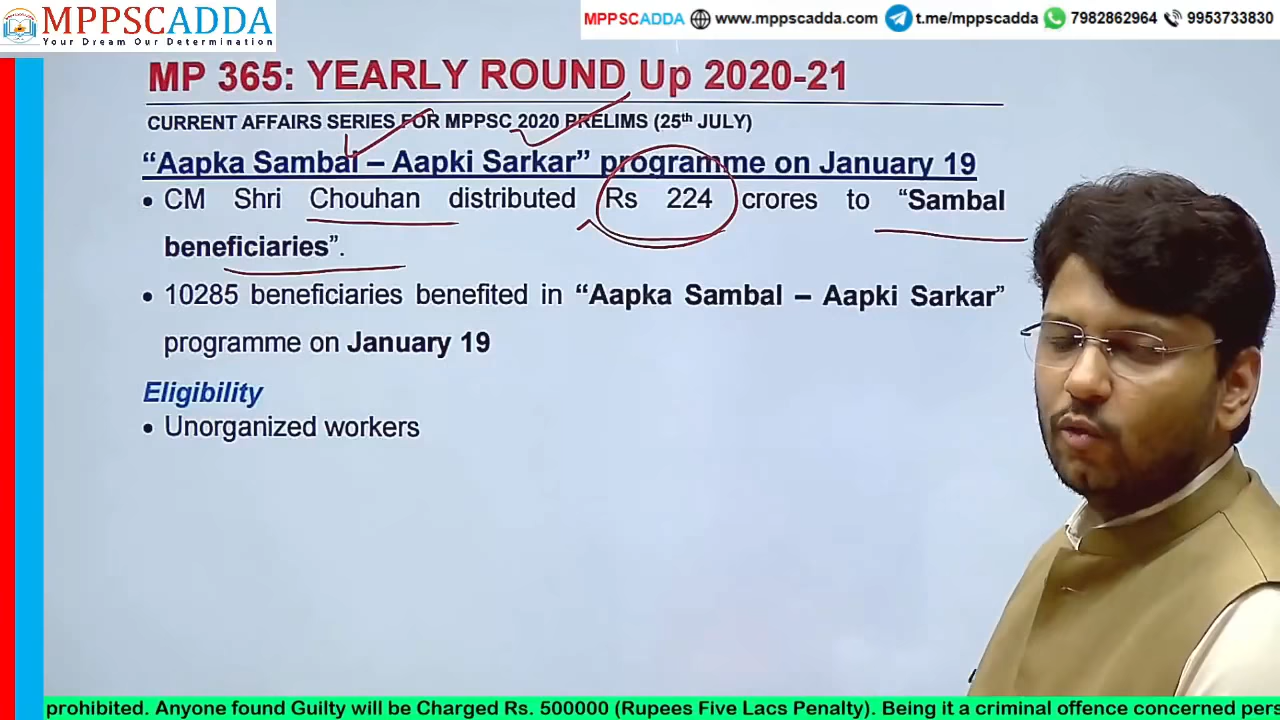 MPPSCADDA
Your Dream Our Determination
MPPSCADDA www.mppscadda.com t.me/mppscadda 7982862964 9953733830
MP 365: YEARLY ROUND Up 2020-21
CURRENT AFFAIRS SERIES FOR MPPSC 2020 PRELIMS (25th JULY)
“Aapka Sambal – Aapki Sarkar” programme on January 19
• CM Shri Chouhan distributed Rs 224 crores to “Sambal
beneficiaries”.
• 10285 beneficiaries benefited in “Aapka Sambal – Aapki Sarkar”
programme on January 19
Eligibility
• Unorganized workers
prohibited. Anyone found Guilty will be Charged Rs. 500000 (Rupees Five Lacs Penalty). Being it a criminal offence concerned pers